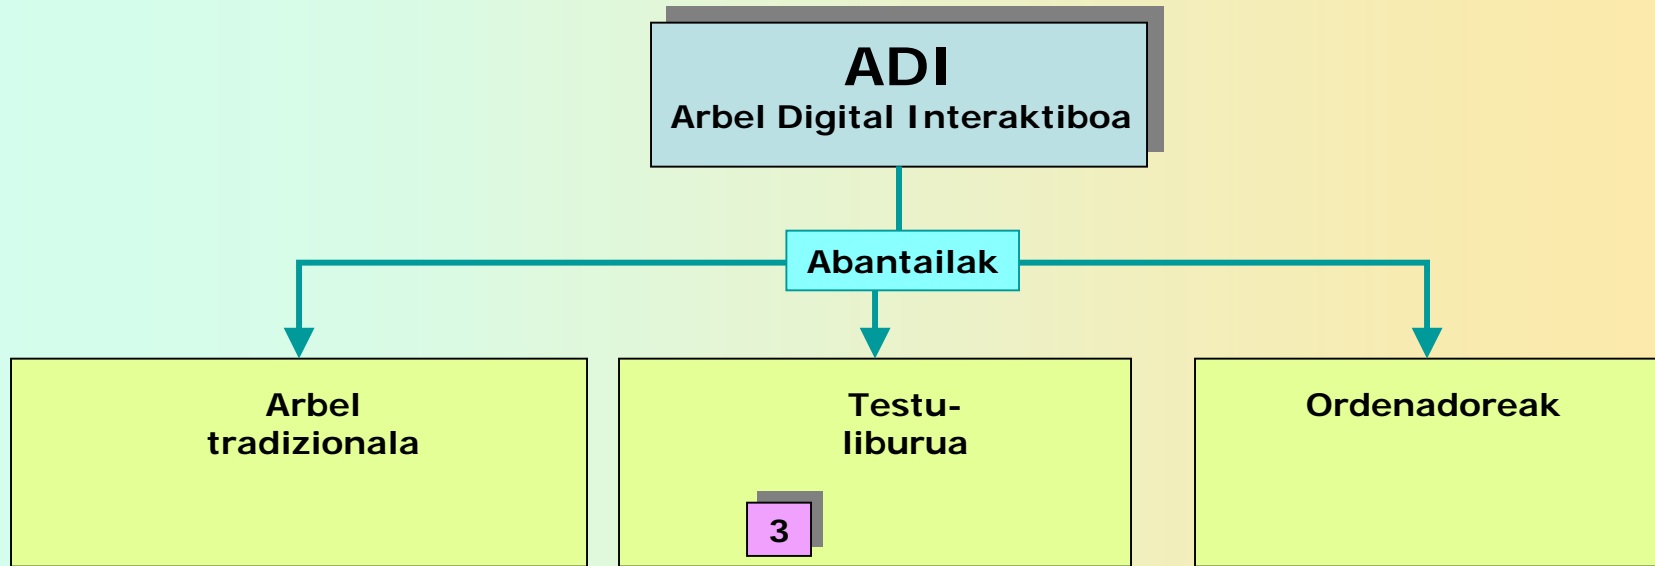 ADI
Arbel Digital Interaktiboa
Abantailak
Arbel
tradizionala
Testu-
liburua
3
Ordenadoreak